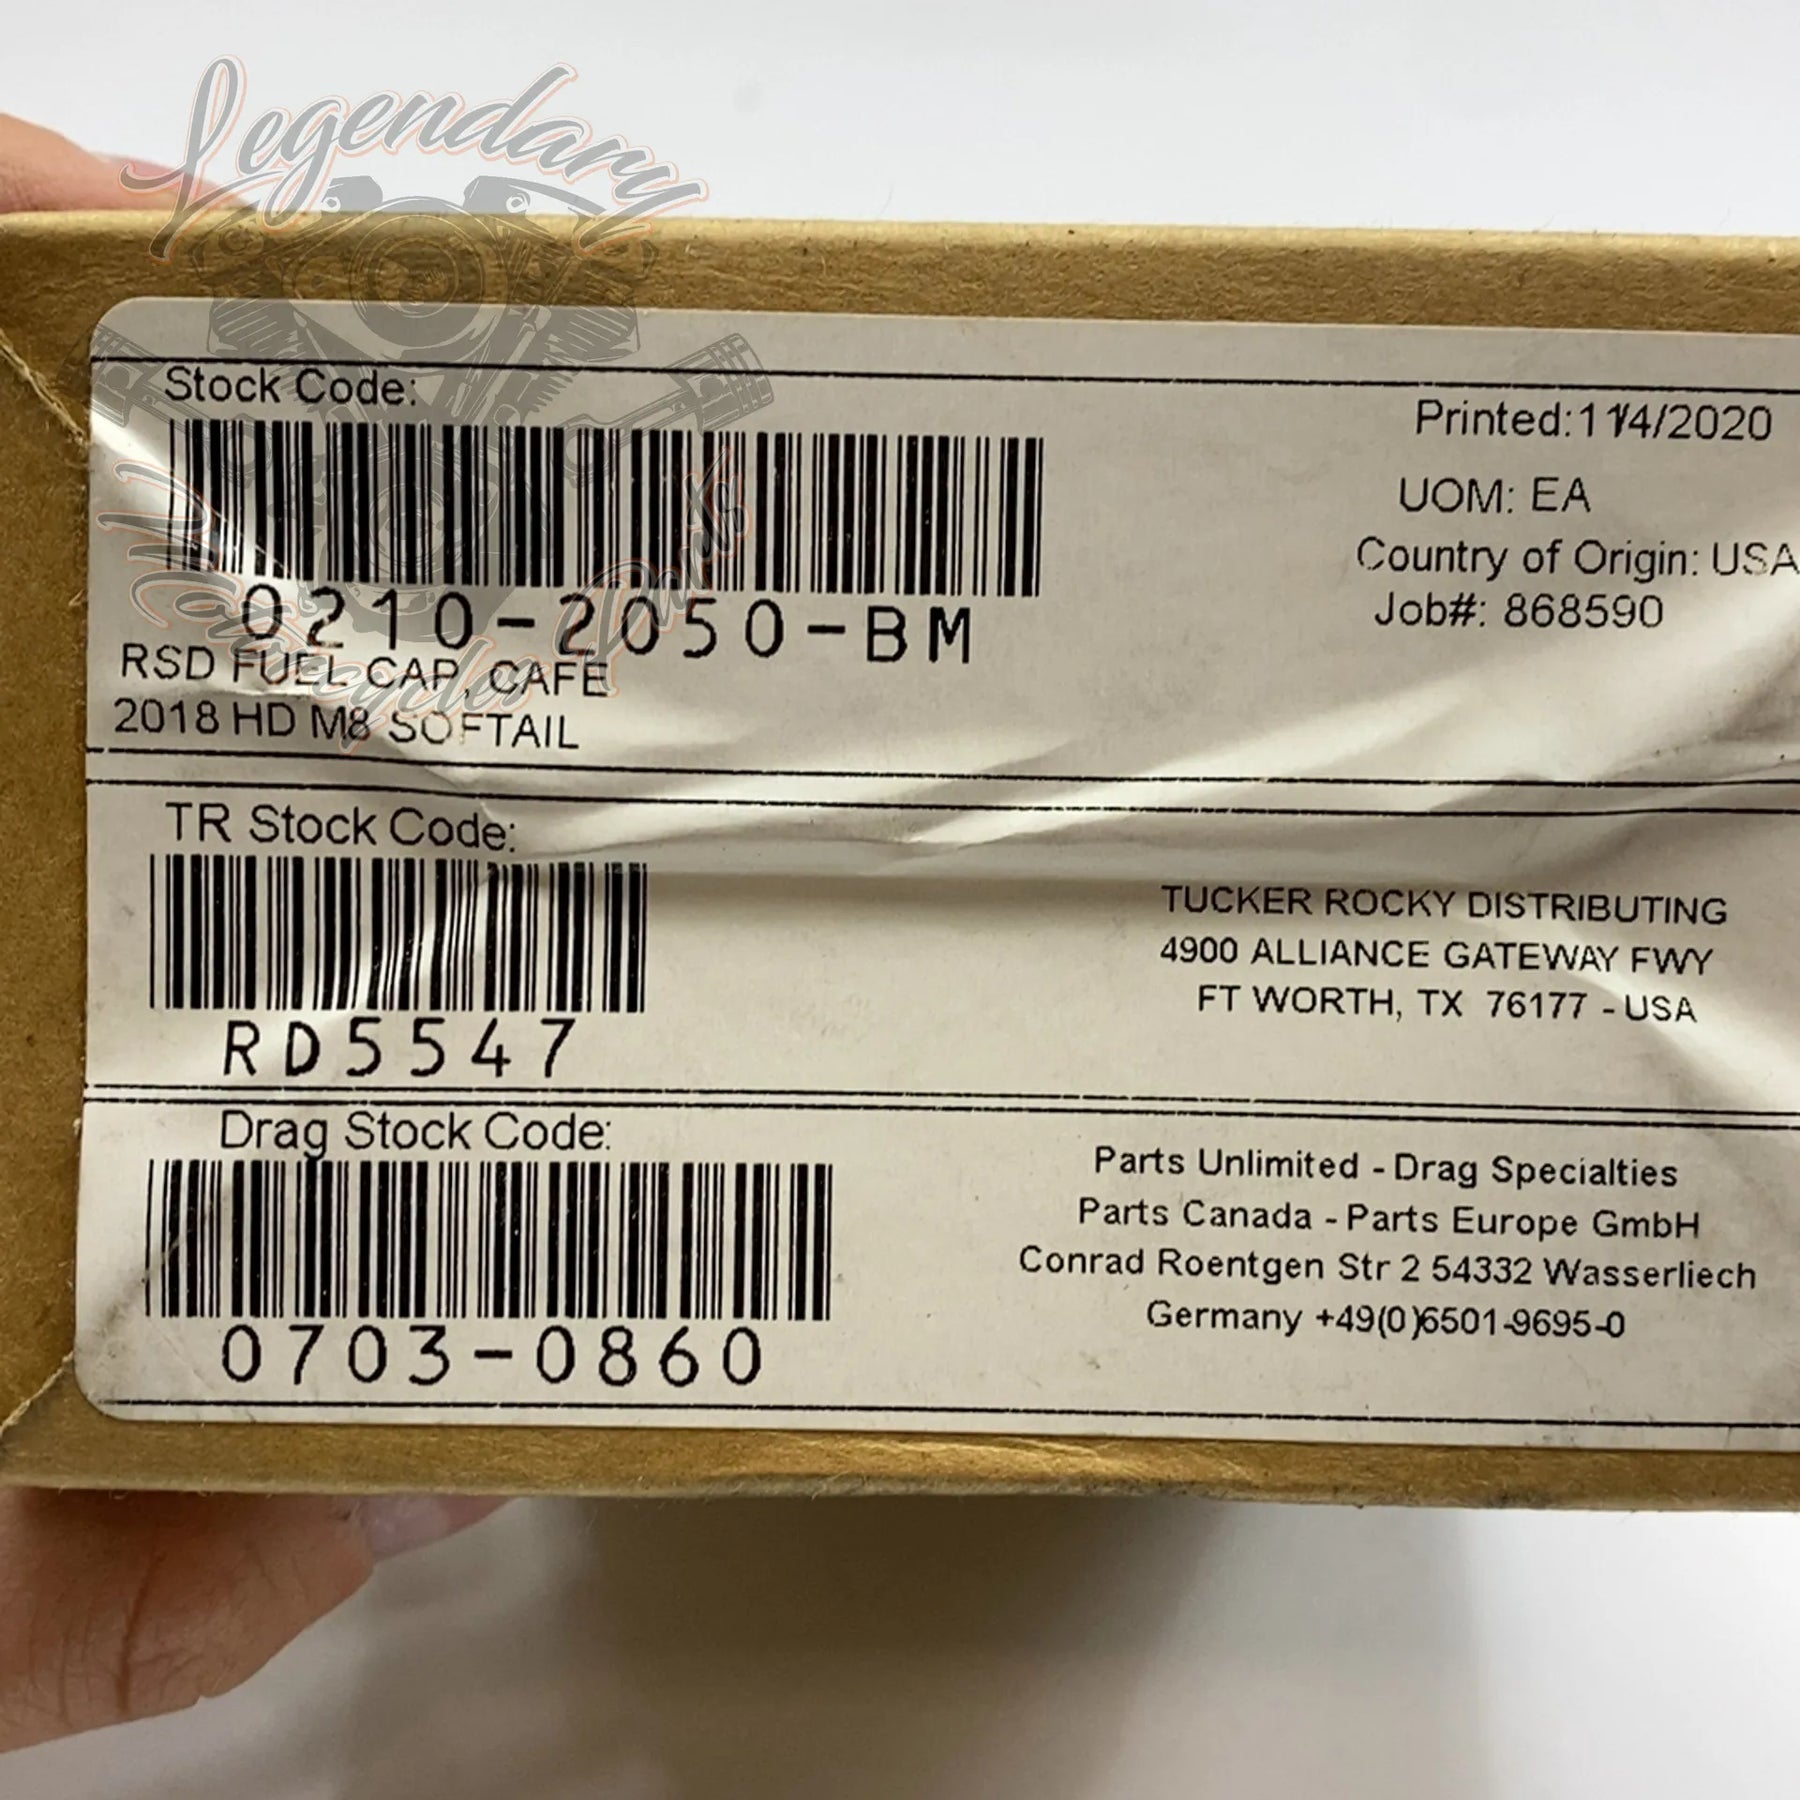 Legendary
Motorcycles Parts
Stock Code:
Printed:11/4/2020
UOM: EA
Country of Origin: USA
Job#: 868590
0210-2050-BM
RSD FUEL CAP, CAFE
2018 HD M8 SOFTAIL
TR Stock Code:
RD5547
TUCKER ROCKY DISTRIBUTING
4900 ALLIANCE GATEWAY FWY
FT WORTH, TX 76177 - USA
Drag Stock Code:
0703-0860
Parts Unlimited - Drag Specialties
Parts Canada - Parts Europe GmbH
Conrad Roentgen Str 2 54332 Wasserliech
Germany +49(0)6501-9695-0